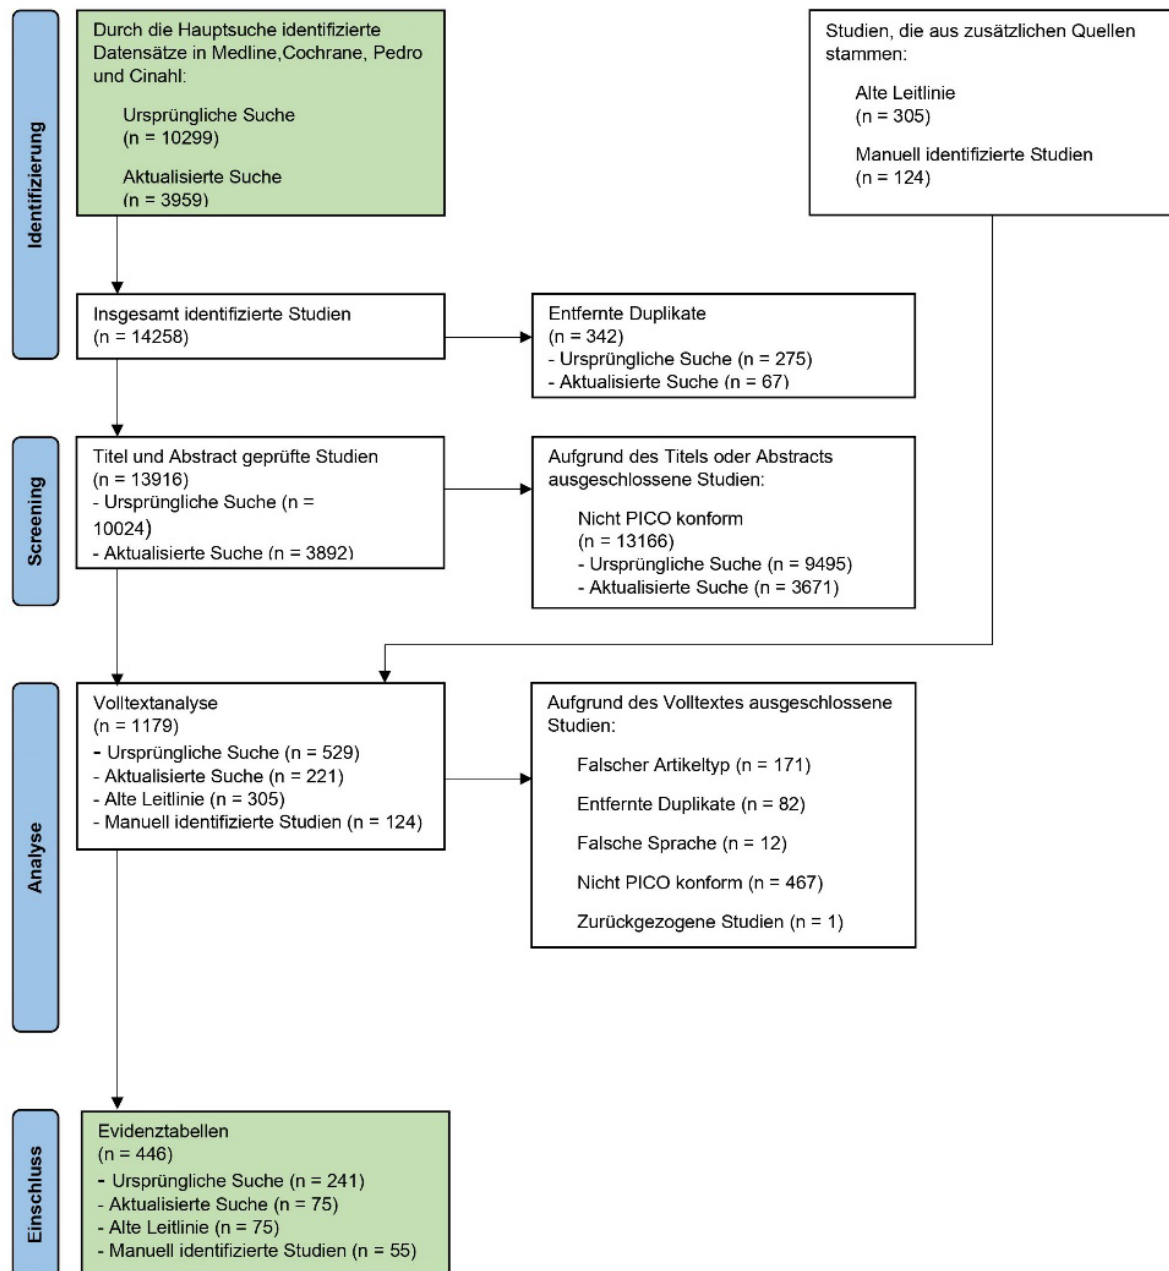 Identifizierung
Durch die Hauptsuche identifizierte
Datensätze in Medline,Cochrane, Pedro
und Cinahl:
Ursprüngliche Suche
(n = 10299)
Aktualisierte Suche
(n = 3959)
Studien, die aus zusätzlichen Quellen
stammen:
Alte Leitlinie
(n = 305)
Manuell identifizierte Studien
(n = 124)
Insgesamt identifizierte Studien
(n = 14258)
Entfernte Duplikate
(n = 342)
- Ursprüngliche Suche (n = 275)
- Aktualisierte Suche (n = 67)
Screening
Titel und Abstract geprüfte Studien
(n = 13916)
- Ursprüngliche Suche (n =
10024)
- Aktualisierte Suche (n = 3892)
Aufgrund des Titels oder Abstracts
ausgeschlossene Studien:
Nicht PICO konform
(n = 13166)
- Ursprüngliche Suche (n = 9495)
- Aktualisierte Suche (n = 3671)
Analyse
Volltextanalyse
(n = 1179)
- Ursprüngliche Suche (n = 529)
- Aktualisierte Suche (n = 221)
- Alte Leitlinie (n = 305)
- Manuell identifizierte Studien (n = 124)
Aufgrund des Volltextes ausgeschlossene
Studien:
Falscher Artikeltyp (n = 171)
Entfernte Duplikate (n = 82)
Falsche Sprache (n = 12)
Nicht PICO konform (n = 467)
Zurückgezogene Studien (n = 1)
Einschluss
Evidenztabellen
(n = 446)
- Ursprüngliche Suche (n = 241)
- Aktualisierte Suche (n = 75)
- Alte Leitlinie (n = 75)
- Manuell identifizierte Studien (n = 55)